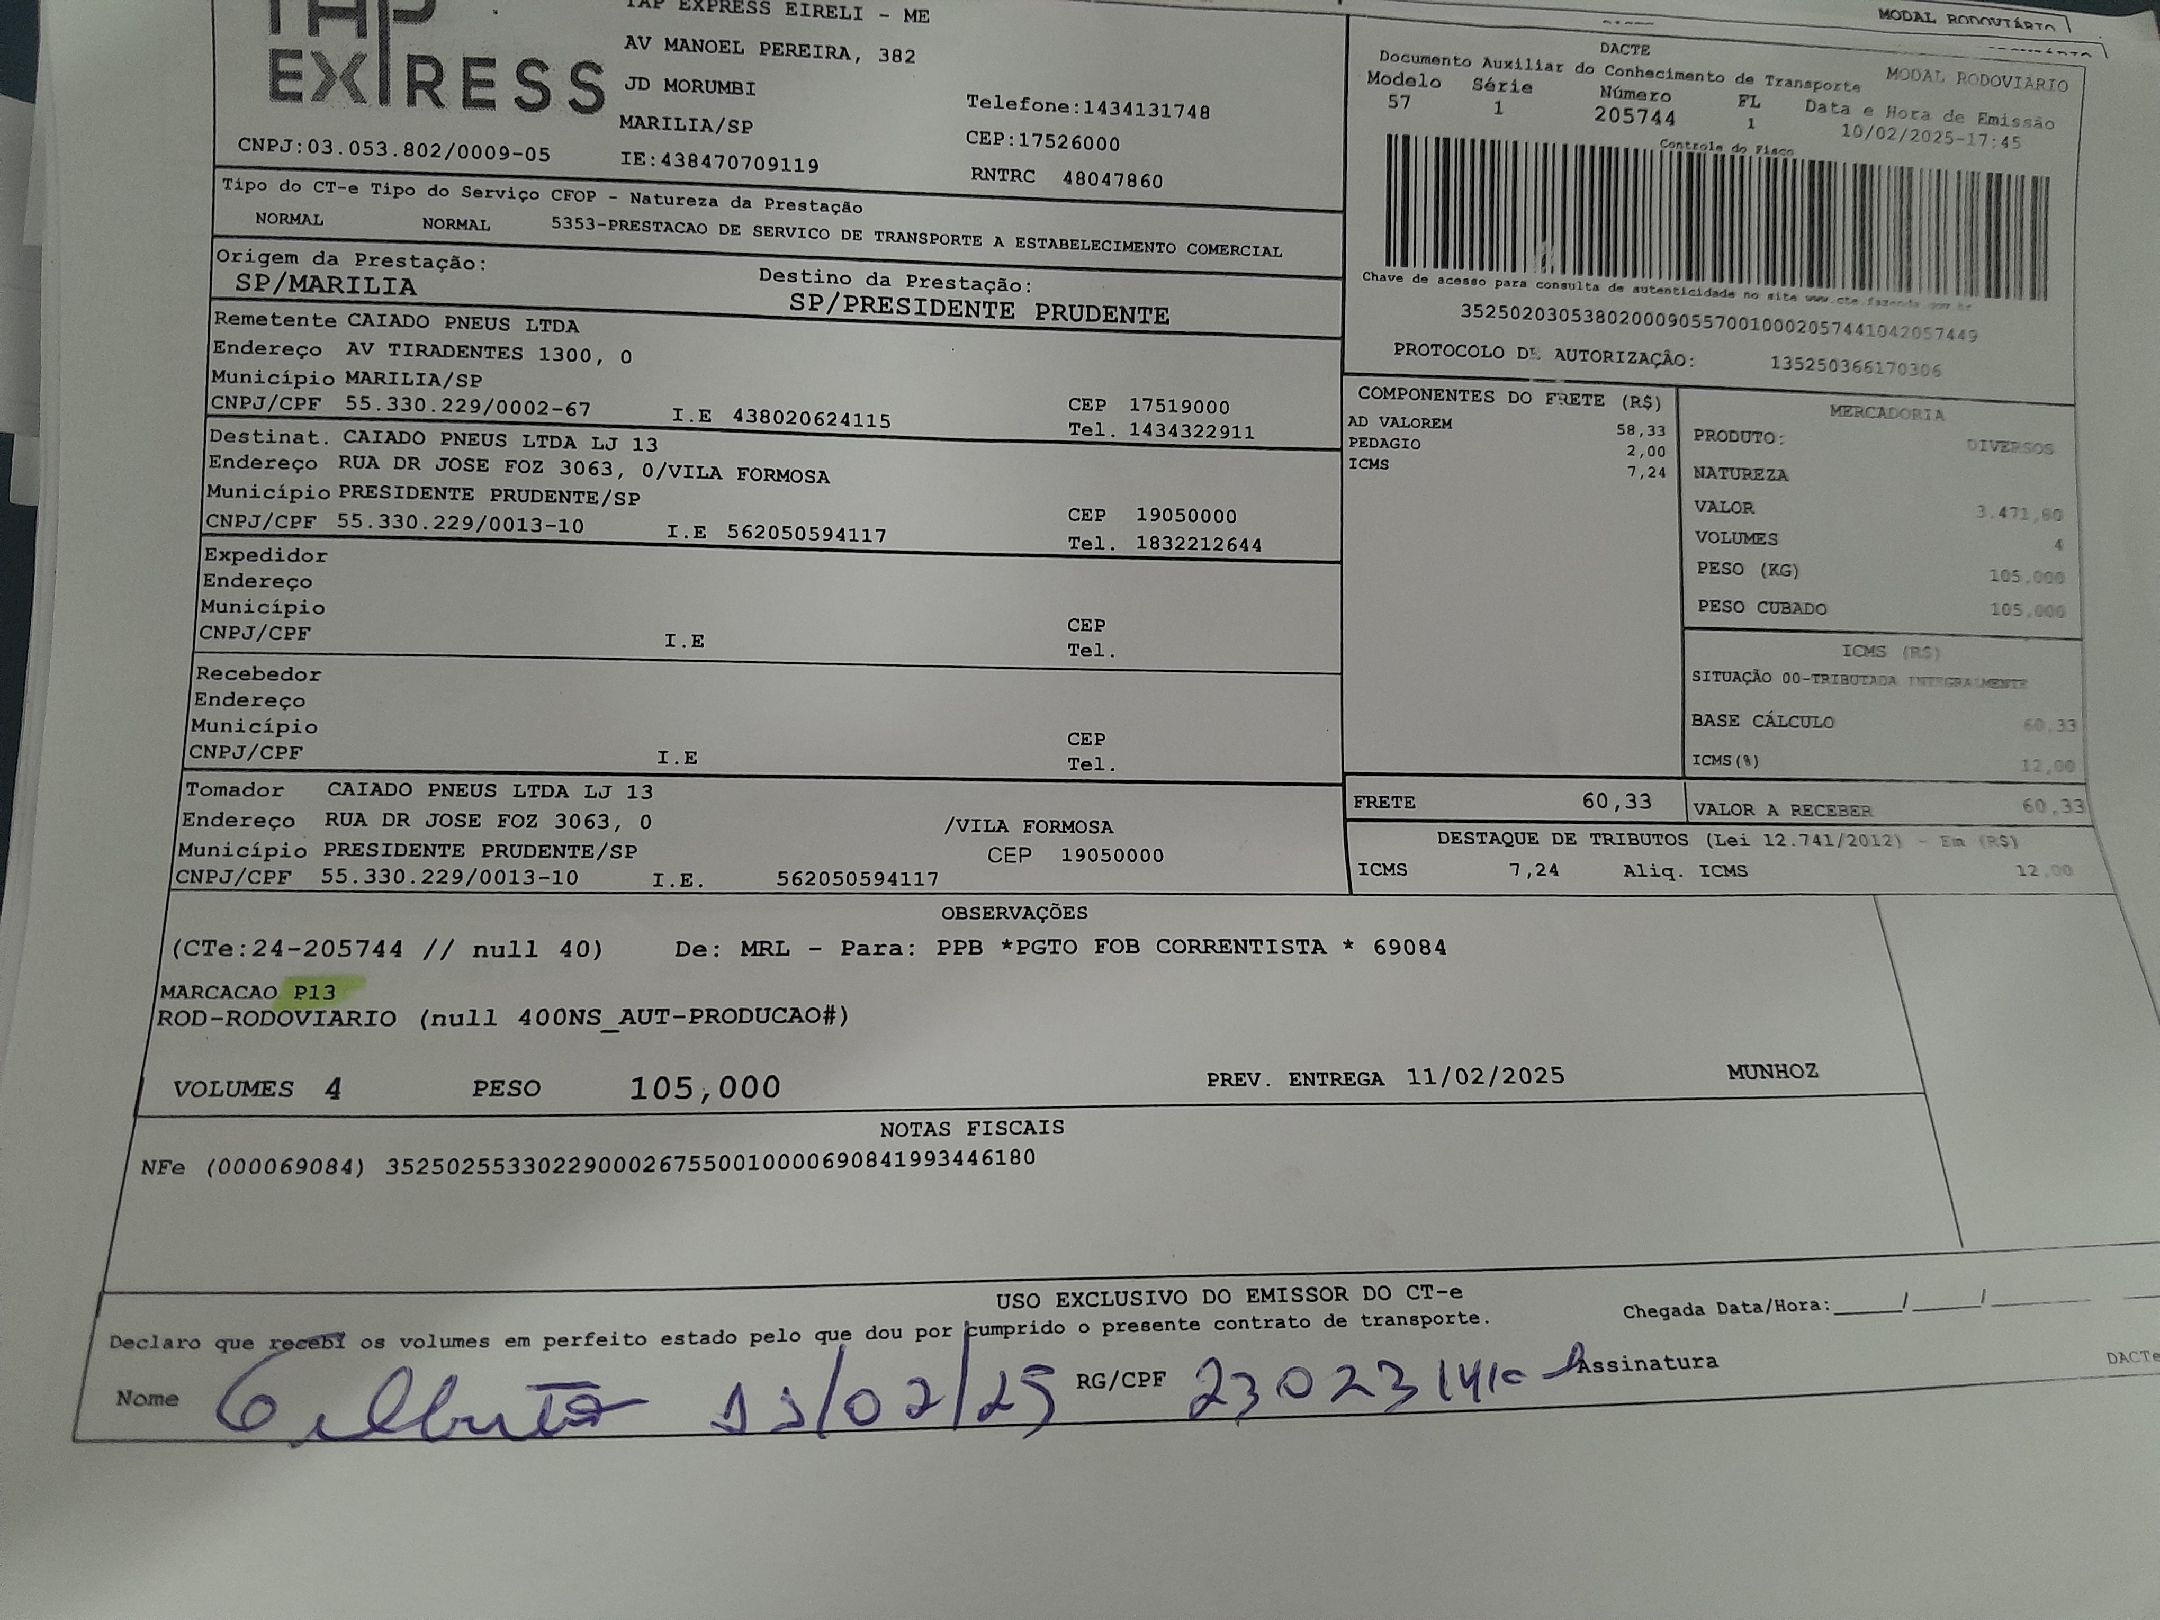 TAP EXPRESS
TAP EXPRESS EIRELI - ME
AV MANOEL PEREIRA, 382
JD MORUMBI
MARILIA/SP
Telefone:1434131748
CEP:17526000
CNPJ:03.053.802/0009-05
IE:438470709119
RNTRC 48047860
MODAL RODOVIÁRIO
DACTE
Documento Auxiliar do Conhecimento de Transporte
MODAL RODOVIÁRIO
Modelo Série Número FL Data e Hora de Emissão
57 1 205744 1 10/02/2025-17:45
Controle do Fisco
Chave de acesso para consulta de autenticidade no site www.cte.fazenda.gov.br
35250203053802000905570010002057441042057449
PROTOCOLO DE AUTORIZAÇÃO: 135250366170306
Tipo do CT-e Tipo do Serviço CFOP - Natureza da Prestação
NORMAL NORMAL 5353-PRESTACAO DE SERVICO DE TRANSPORTE A ESTABELECIMENTO COMERCIAL
Origem da Prestação: Destino da Prestação:
SP/MARILIA SP/PRESIDENTE PRUDENTE
Remetente CAIADO PNEUS LTDA
Endereço AV TIRADENTES 1300, 0
Município MARILIA/SP
CEP 17519000
CNPJ/CPF 55.330.229/0002-67 I.E 438020624115
Tel. 1434322911
Destinat. CAIADO PNEUS LTDA LJ 13
Endereço RUA DR JOSE FOZ 3063, 0/VILA FORMOSA
Município PRESIDENTE PRUDENTE/SP
CEP 19050000
CNPJ/CPF 55.330.229/0013-10 I.E 562050594117
Tel. 1832212644
Expedidor
Endereço
Município CEP
CNPJ/CPF I.E Tel.
Recebedor
Endereço
Município CEP
CNPJ/CPF I.E Tel.
Tomador CAIADO PNEUS LTDA LJ 13
Endereço RUA DR JOSE FOZ 3063, 0 /VILA FORMOSA
Município PRESIDENTE PRUDENTE/SP CEP 19050000
CNPJ/CPF 55.330.229/0013-10 I.E. 562050594117
COMPONENTES DO FRETE (R$)
AD VALOREM 58,33
PEDAGIO 2,00
ICMS 7,24
MERCADORIA
PRODUTO: DIVERSOS
NATUREZA
VALOR 3.471,80
VOLUMES 4
PESO (KG) 105,000
PESO CUBADO 105,000
ICMS (R$)
SITUAÇÃO 00-TRIBUTADA INTEGRALMENTE
BASE CÁLCULO 60,33
ICMS(%) 12,00
FRETE 60,33 VALOR A RECEBER 60,33
DESTAQUE DE TRIBUTOS (Lei 12.741/2012) - Em (R$)
ICMS 7,24 Aliq. ICMS 12,00
OBSERVAÇÕES
(CTe:24-205744 // null 40) De: MRL - Para: PPB *PGTO FOB CORRENTISTA * 69084
MARCACAO P13
ROD-RODOVIARIO (null 400NS_AUT-PRODUCAO#)
VOLUMES 4 PESO 105,000 PREV. ENTREGA 11/02/2025 MUNHOZ
NOTAS FISCAIS
NFe (000069084) 35250255330229000267550010000690841993446180
USO EXCLUSIVO DO EMISSOR DO CT-e
Chegada Data/Hora:_____/_____/_____
Declaro que recebi os volumes em perfeito estado pelo que dou por cumprido o presente contrato de transporte.
Nome Gilberto 11/02/25 RG/CPF Assinatura
DACTe